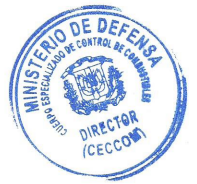 MINISTERIO DE DEFENSA
CUERPO ESPECIALIZADO DE CONTROL DE COMBUSTIBLES
DIRECTOR
(CECCOM)